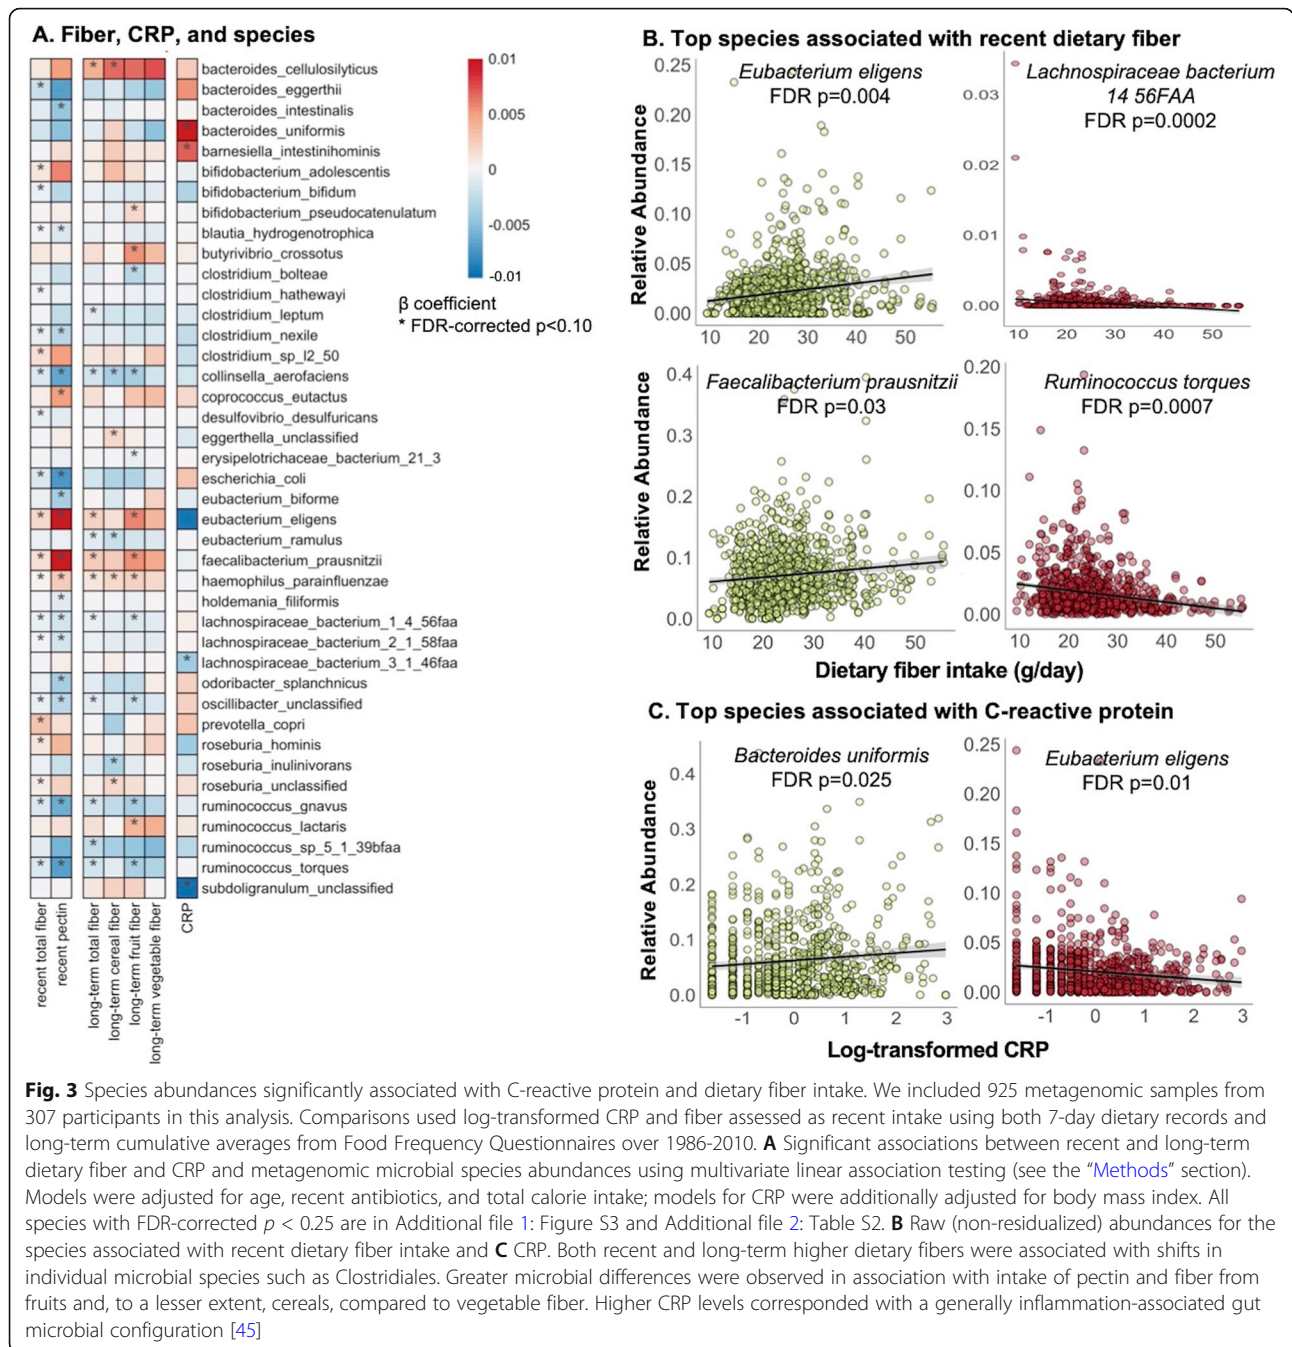 A. Fiber, CRP, and species
bacteroides_cellulosilyticus
bacteroides_eggerthii
bacteroides_intestinalis
bacteroides_uniformis
barnesiella_intestinihominis
bifidobacterium_adolescentis
bifidobacterium_bifidum
bifidobacterium_pseudocatenulatum
blautia_hydrogenotrophica
butyrivibrio_crossotus
clostridium_bolteae
clostridium_hathewayi
clostridium_leptum
clostridium_nexile
clostridium_sp_l2_50
collinsella_aerofaciens
coprococcus_eutactus
desulfovibrio_desulfuricans
eggerthella_unclassified
erysipelotrichaceae_bacterium_21_3
escherichia_coli
eubacterium_biforme
eubacterium_eligens
eubacterium_ramulus
faecalibacterium_prausnitzii
haemophilus_parainfluenzae
holdemania_filiformis
lachnospiraceae_bacterium_1_4_56faa
lachnospiraceae_bacterium_2_1_58faa
lachnospiraceae_bacterium_3_1_46faa
odoribacter_splanchnicus
oscillibacter_unclassified
prevotella_copri
roseburia_hominis
roseburia_inulinivorans
roseburia_unclassified
ruminococcus_gnavus
ruminococcus_lactaris
ruminococcus_sp_5_1_39bfaa
ruminococcus_torques
subdoligranulum_unclassified
recent total fiber
recent pectin
long-term total fiber
long-term cereal fiber
long-term fruit fiber
long-term vegetable fiber
CRP
0.01
0.005
0
-0.005
-0.01
β coefficient
* FDR-corrected p<0.10
B. Top species associated with recent dietary fiber
Eubacterium eligens
FDR p=0.004
Relative Abundance
0.25
0.20
0.15
0.10
0.05
0.00
10 20 30 40 50
Lachnospiraceae bacterium
14 56FAA
FDR p=0.0002
0.03
0.02
0.01
0.00
10 20 30 40 50
Faecalibacterium prausnitzii
FDR p=0.03
Relative Abundance
0.4
0.3
0.2
0.1
0.0
10 20 30 40 50
Ruminococcus torques
FDR p=0.0007
0.20
0.15
0.10
0.05
0.00
10 20 30 40 50
Dietary fiber intake (g/day)
C. Top species associated with C-reactive protein
Bacteroides uniformis
FDR p=0.025
Relative Abundance
0.4
0.3
0.2
0.1
0.0
-1 0 1 2 3
Eubacterium eligens
FDR p=0.01
0.25
0.20
0.15
0.10
0.05
0.00
-1 0 1 2 3
Log-transformed CRP
Fig. 3 Species abundances significantly associated with C-reactive protein and dietary fiber intake. We included 925 metagenomic samples from
307 participants in this analysis. Comparisons used log-transformed CRP and fiber assessed as recent intake using both 7-day dietary records and
long-term cumulative averages from Food Frequency Questionnaires over 1986-2010. A Significant associations between recent and long-term
dietary fiber and CRP and metagenomic microbial species abundances using multivariate linear association testing (see the “Methods” section).
Models were adjusted for age, recent antibiotics, and total calorie intake; models for CRP were additionally adjusted for body mass index. All
species with FDR-corrected p < 0.25 are in Additional file 1: Figure S3 and Additional file 2: Table S2. B Raw (non-residualized) abundances for the
species associated with recent dietary fiber intake and C CRP. Both recent and long-term higher dietary fibers were associated with shifts in
individual microbial species such as Clostridiales. Greater microbial differences were observed in association with intake of pectin and fiber from
fruits and, to a lesser extent, cereals, compared to vegetable fiber. Higher CRP levels corresponded with a generally inflammation-associated gut
microbial configuration [45]